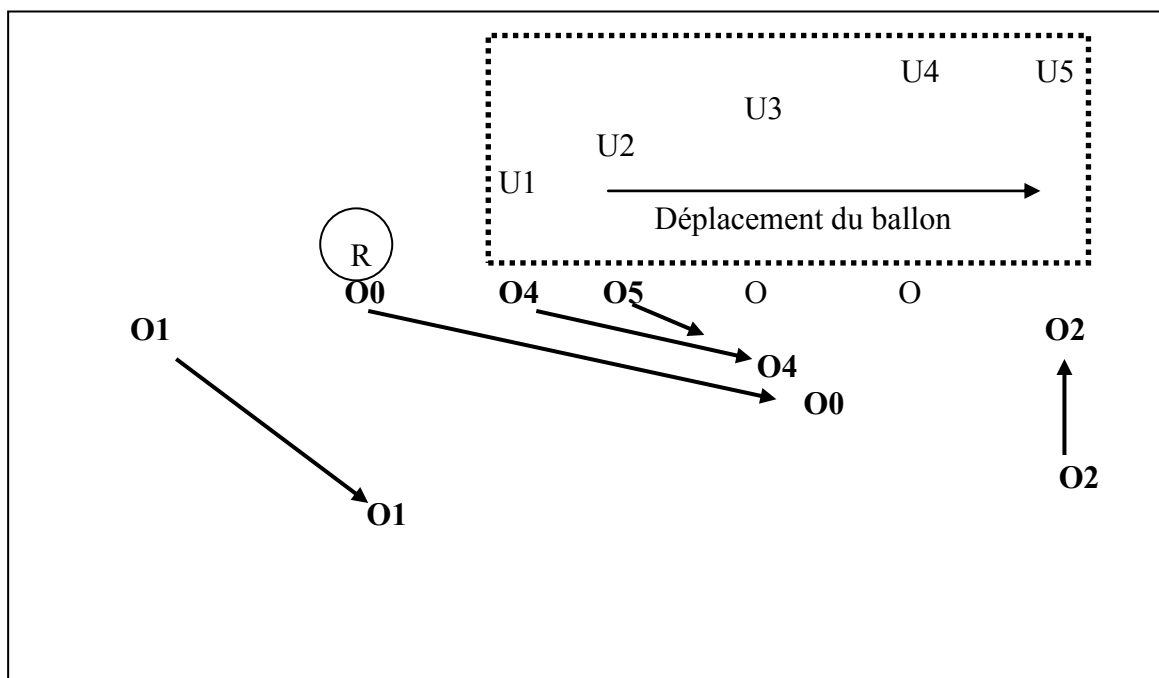 U4 U5
U3
U2
U1
Déplacement du ballon
R
O0 O4 O5 O O
O1 O2
O4
O0
O2
O1